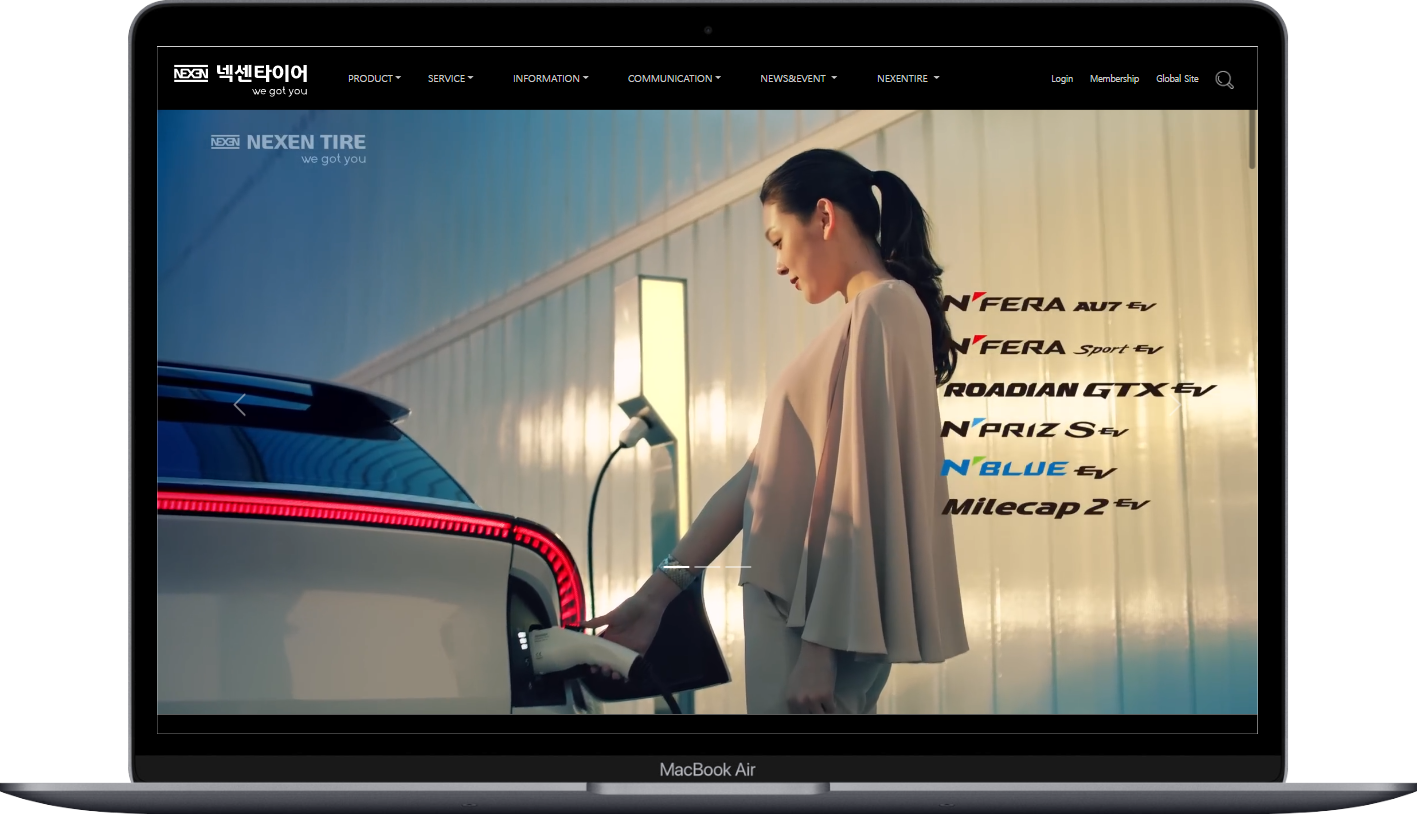 NEXEN 넥센타이어
we got you
PRODUCT
SERVICE
INFORMATION
COMMUNICATION
NEWS&EVENT
NEXENTIRE
Login
Membership
Global Site
NEXEN NEXEN TIRE
we got you
N'FERA AU7 EV
N'FERA Sport EV
ROADIAN GTX EV
N'PRIZ S EV
N'BLUE EV
Milecap 2 EV
MacBook Air